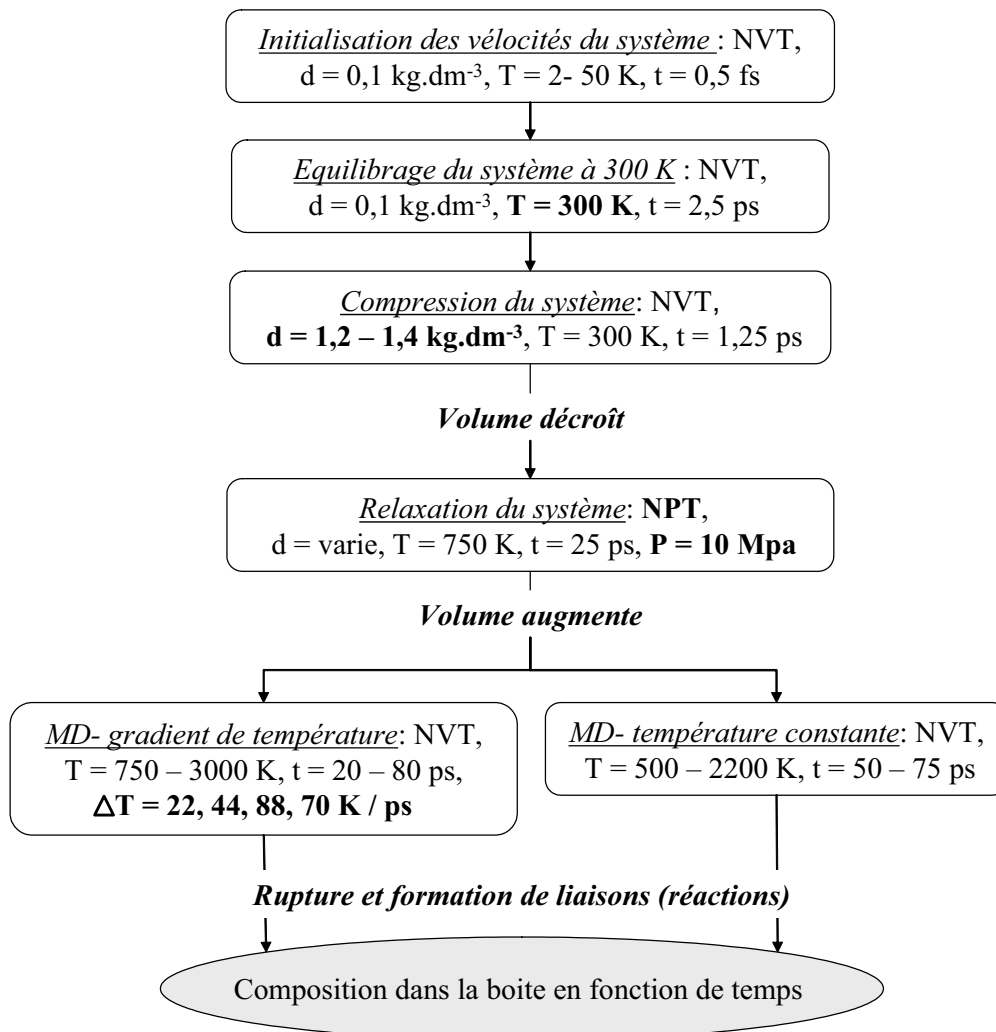 Initialisation des vélocités du système : NVT,
d = 0,1 kg.dm⁻³, T = 2- 50 K, t = 0,5 fs
Equilibrage du système à 300 K : NVT,
d = 0,1 kg.dm⁻³, T = 300 K, t = 2,5 ps
Compression du système: NVT,
d = 1,2 – 1,4 kg.dm⁻³, T = 300 K, t = 1,25 ps
Volume décroît
Relaxation du système: NPT,
d = varie, T = 750 K, t = 25 ps, P = 10 Mpa
Volume augmente
MD- gradient de température: NVT,
T = 750 – 3000 K, t = 20 – 80 ps,
△T = 22, 44, 88, 70 K / ps
MD- température constante: NVT,
T = 500 – 2200 K, t = 50 – 75 ps
Rupture et formation de liaisons (réactions)
Composition dans la boite en fonction de temps